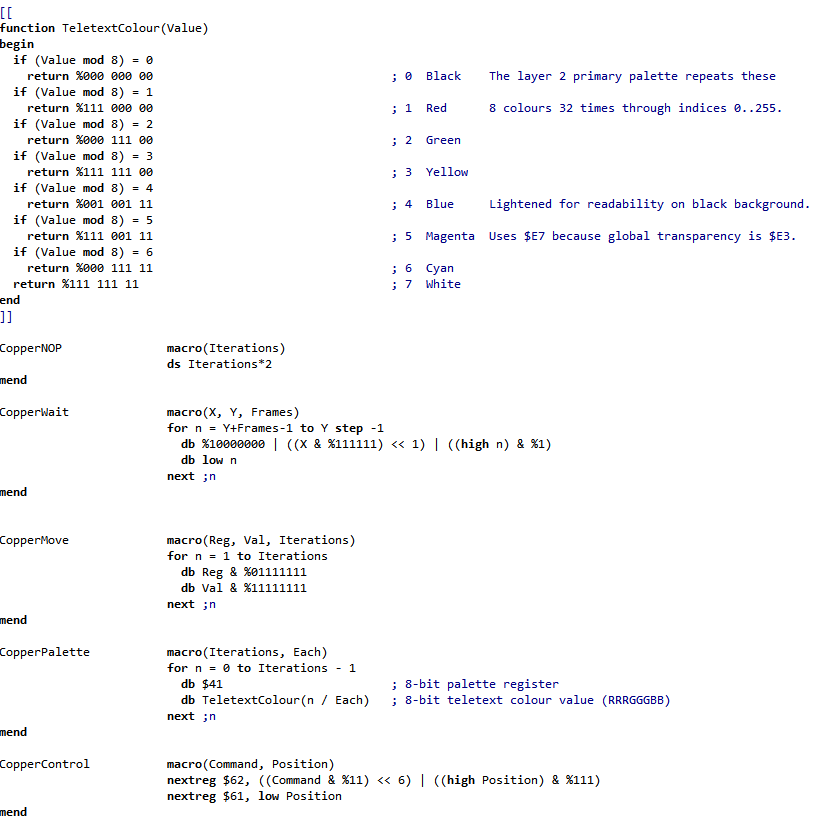 [[
function TeletextColour(Value)
begin
  if (Value mod 8) = 0
    return %000 000 00                                  ; 0  Black    The layer 2 primary palette repeats these
  if (Value mod 8) = 1
    return %111 000 00                                  ; 1  Red      8 colours 32 times through indices 0..255.
  if (Value mod 8) = 2
    return %000 111 00                                  ; 2  Green
  if (Value mod 8) = 3
    return %111 111 00                                  ; 3  Yellow
  if (Value mod 8) = 4
    return %001 001 11                                  ; 4  Blue     Lightened for readability on black background.
  if (Value mod 8) = 5
    return %111 001 11                                  ; 5  Magenta  Uses $E7 because global transparency is $E3.
  if (Value mod 8) = 6
    return %000 111 11                                  ; 6  Cyan
  return %111 111 11                                    ; 7  White
end
]]

CopperNOP               macro(Iterations)
                        ds Iterations*2
mend

CopperWait              macro(X, Y, Frames)
                        for n = Y+Frames-1 to Y step -1
                          db %10000000 | ((X & %111111) << 1) | ((high n) & %1)
                          db low n
                        next ;n
mend


CopperMove              macro(Reg, Val, Iterations)
                        for n = 1 to Iterations
                          db Reg & %01111111
                          db Val & %11111111
                        next ;n
mend

CopperPalette           macro(Iterations, Each)
                        for n = 0 to Iterations - 1
                          db $41                        ; 8-bit palette register
                          db TeletextColour(n / Each)   ; 8-bit teletext colour value (RRRGGGBB)
                        next ;n
mend

CopperControl           macro(Command, Position)
                        nextreg $62, ((Command & %11) << 6) | ((high Position) & %111)
                        nextreg $61, low Position
mend